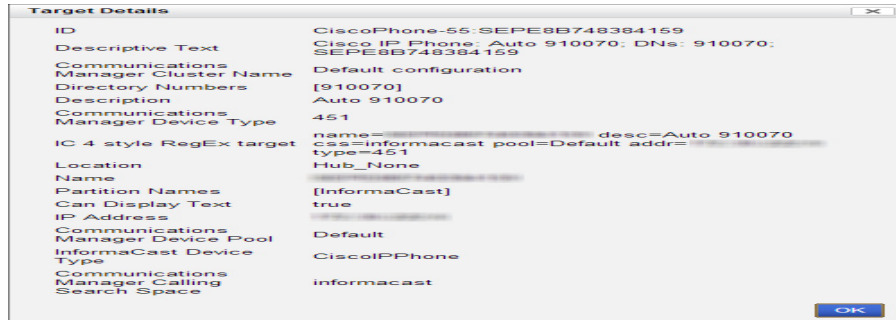 Target Details
ID CiscoPhone-55:SEPE8B748384159
Descriptive Text Cisco IP Phone: Auto 910070; DNs: 910070;
SEPE8B748384159
Communications
Manager Cluster Name Default configuration
Directory Numbers [910070]
Description Auto 910070
Communications
Manager Device Type 451
IC 4 style RegEx target name= desc=Auto 910070
css=informacast pool=Default addr=
type=451
Location Hub_None
Name
Partition Names [InformaCast]
Can Display Text true
IP Address
Communications
Manager Device Pool Default
InformaCast Device
Type CiscoIPPhone
Communications
Manager Calling
Search Space informacast
OK